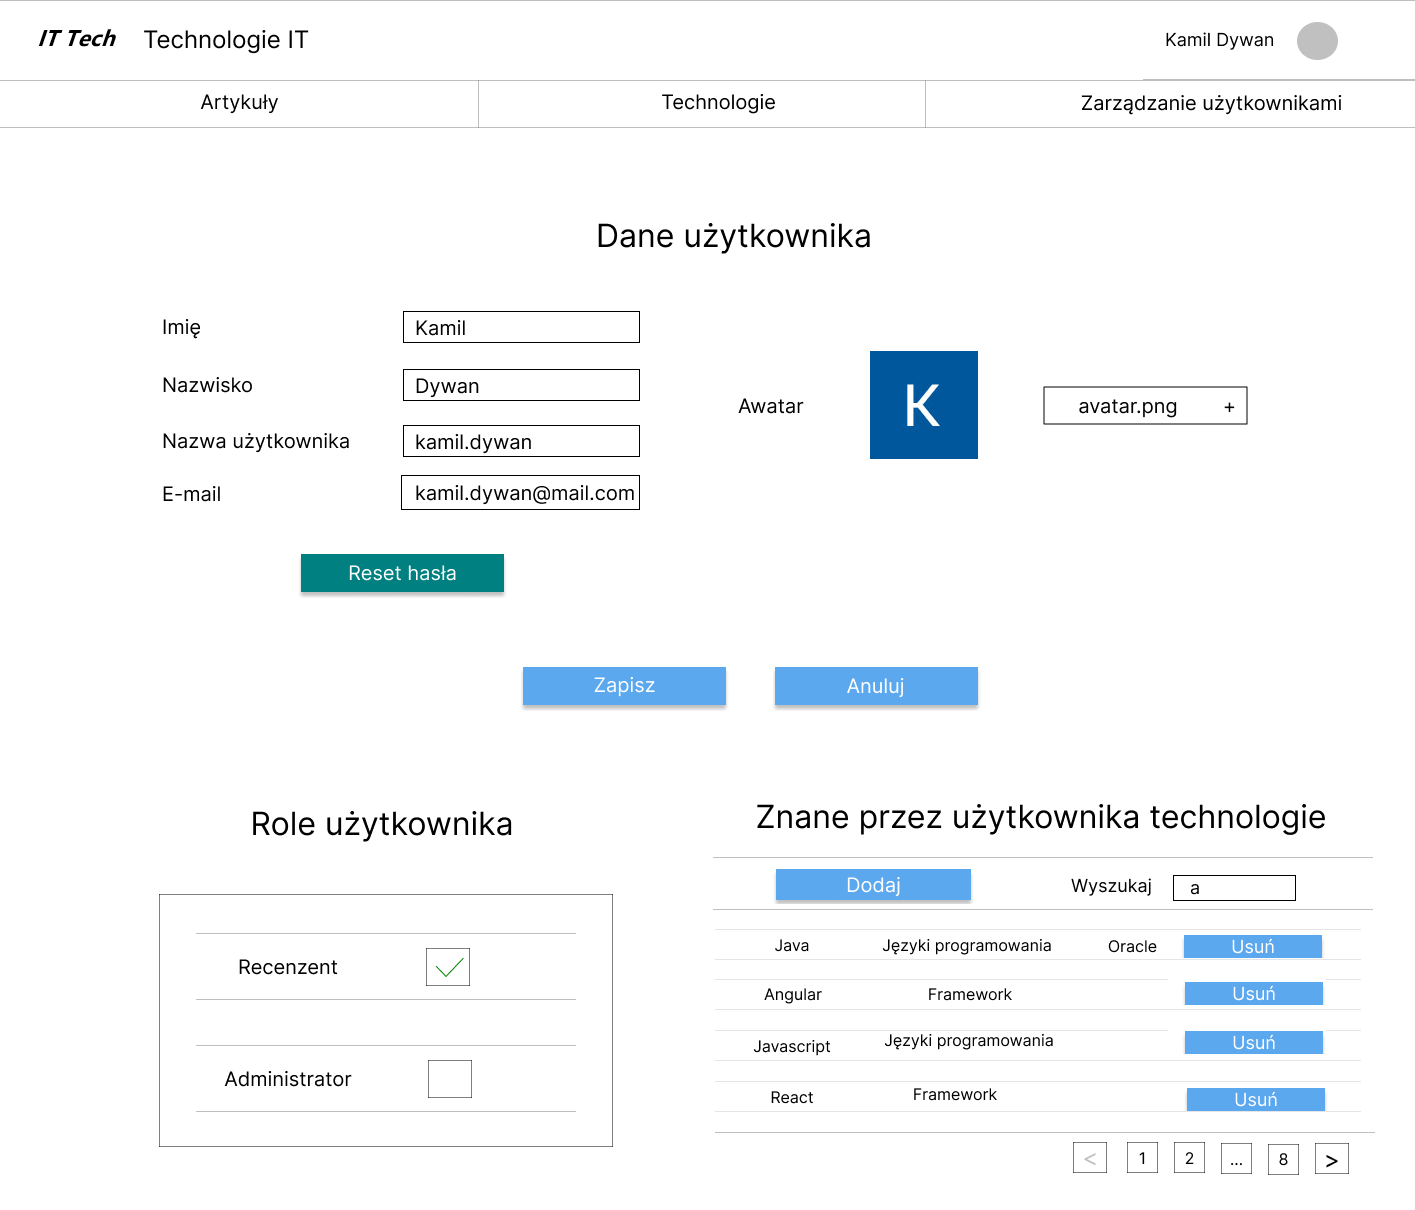 IT Tech
Technologie IT
Kamil Dywan
Artykuły
Technologie
Zarządzanie użytkownikami
Dane użytkownika
Imię
Kamil
Nazwisko
Dywan
Nazwa użytkownika
kamil.dywan
E-mail
kamil.dywan@mail.com
Awatar
K
avatar.png +
Reset hasła
Zapisz
Anuluj
Role użytkownika
Recenzent
Administrator
Znane przez użytkownika technologie
Dodaj
Wyszukaj
a
Java Języki programowania Oracle Usuń
Angular Framework Usuń
Javascript Języki programowania Usuń
React Framework Usuń
< 1 2 ... 8 >